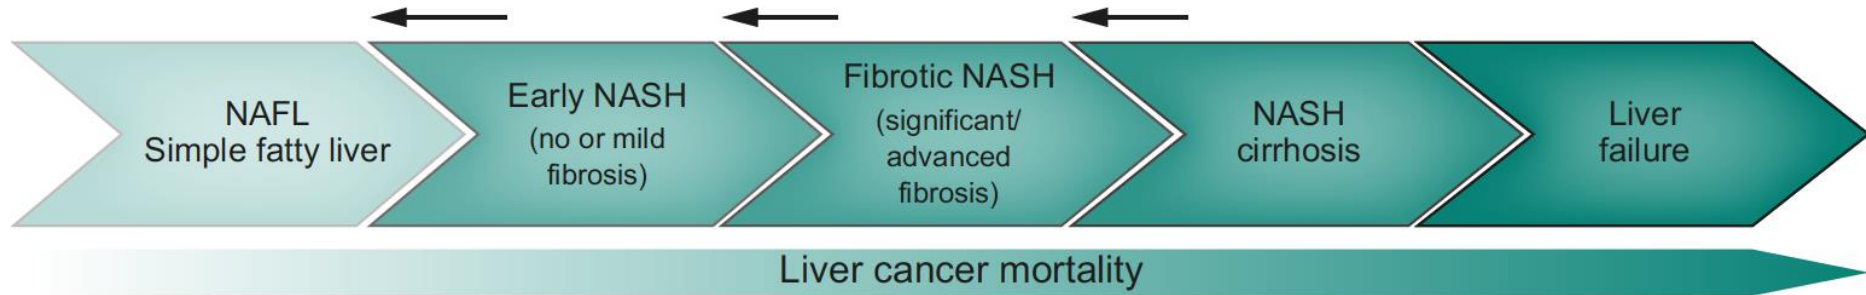 NAFL
Simple fatty liver
Early NASH
(no or mild
fibrosis)
Fibrotic NASH
(significant/
advanced
fibrosis)
NASH
cirrhosis
Liver
failure
Liver cancer mortality